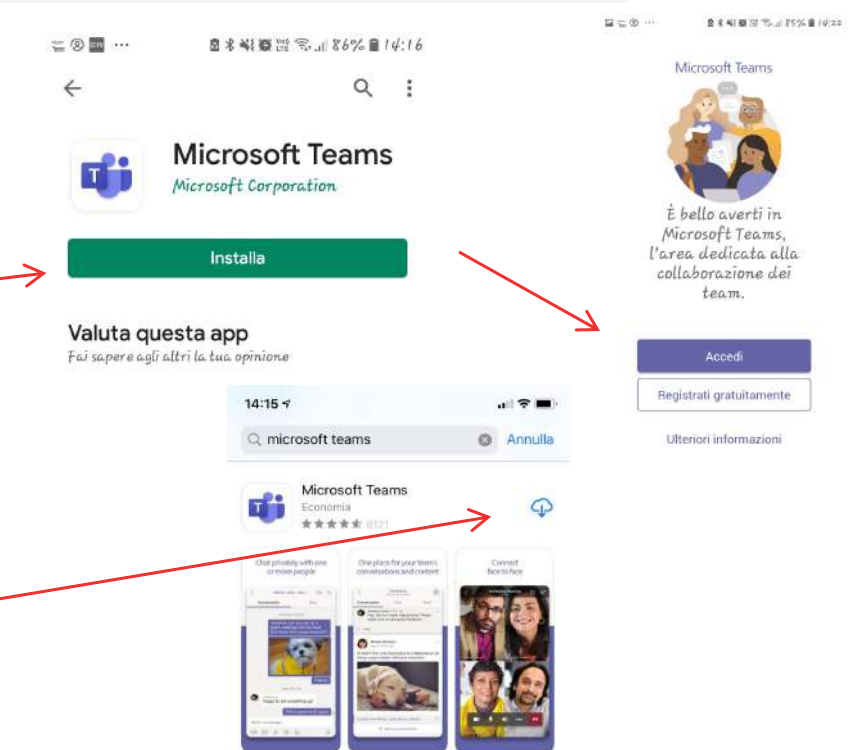 86% 14:16
Microsoft Teams
Microsoft Corporation
Installa
Valuta questa app
Fai sapere agli altri la tua opinione
85% 14:22
Microsoft Teams
È bello averti in
Microsoft Teams,
l'area dedicata alla
collaborazione dei
team.
Accedi
Registrati gratuitamente
Ulteriori informazioni
14:15
microsoft teams
Annulla
Microsoft Teams
Economia
8121
Chat privately with one
or more people
One place for your team's
conversations and content
Connect
face to face